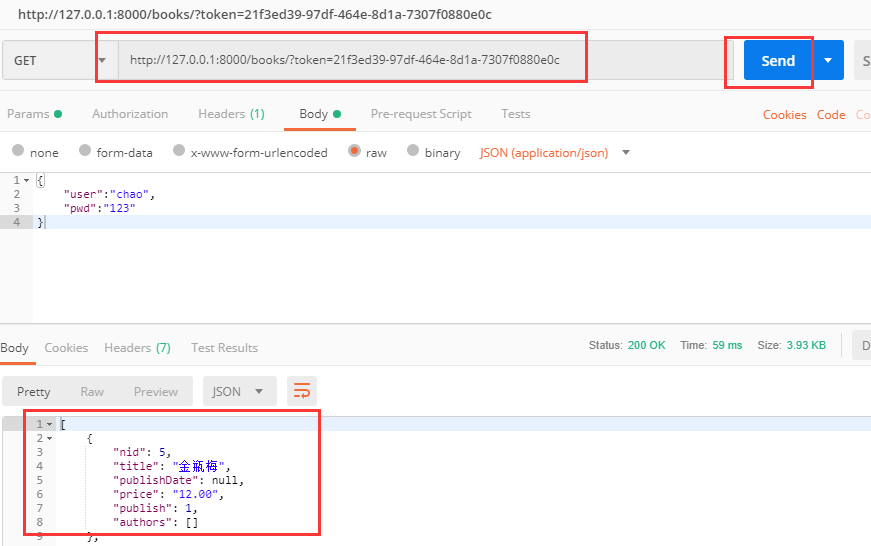 http://127.0.0.1:8000/books/?token=21f3ed39-97df-464e-8d1a-7307f0880e0c
GET http://127.0.0.1:8000/books/?token=21f3ed39-97df-464e-8d1a-7307f0880e0c Send S
Params Authorization Headers (1) Body Pre-request Script Tests Cookies Code Co
none form-data x-www-form-urlencoded raw binary JSON (application/json)
1 {
2 "user":"chao",
3 "pwd":"123"
4 }
Body Cookies Headers (7) Test Results Status: 200 OK Time: 59 ms Size: 3.93 KB D
Pretty Raw Preview JSON
1 [
2 {
3 "nid": 5,
4 "title": "金瓶梅",
5 "publishDate": null,
6 "price": "12.00",
7 "publish": 1,
8 "authors": []
9 },